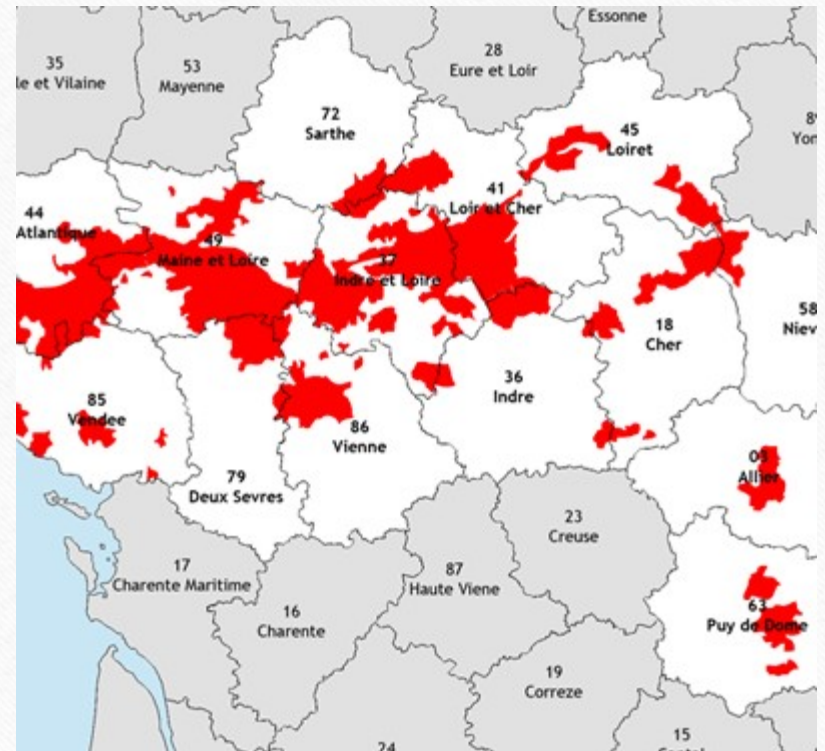 Essonne
35
le et Vilaine
53
Mayenne
28
Eure et Loir
72
Sarthe
45
Loiret
8
Yon
44
Atlantique
41
Loir et Cher
49
Maine et Loire
37
Indre et Loire
58
Niev
18
Cher
36
Indre
85
Vendee
86
Vienne
03
Allier
79
Deux Sevres
23
Creuse
17
Charente Maritime
87
Haute Viene
16
Charente
63
Puy de Dome
19
Correze
24
15